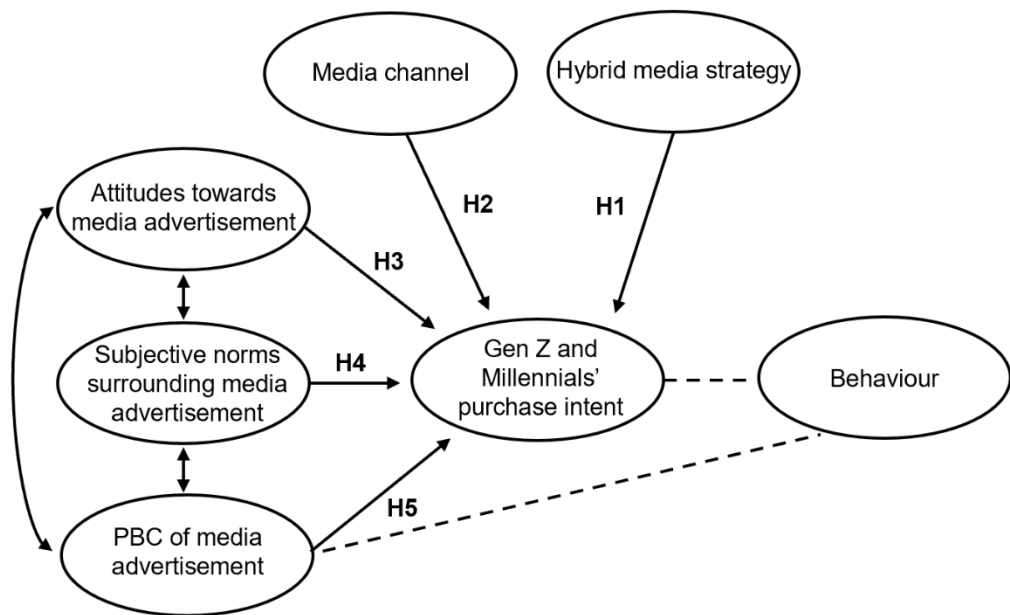 Media channel
Hybrid media strategy
Attitudes towards
media advertisement
H2
H1
H3
Subjective norms
surrounding media
advertisement
H4
Gen Z and
Millennials’
purchase intent
Behaviour
H5
PBC of media
advertisement